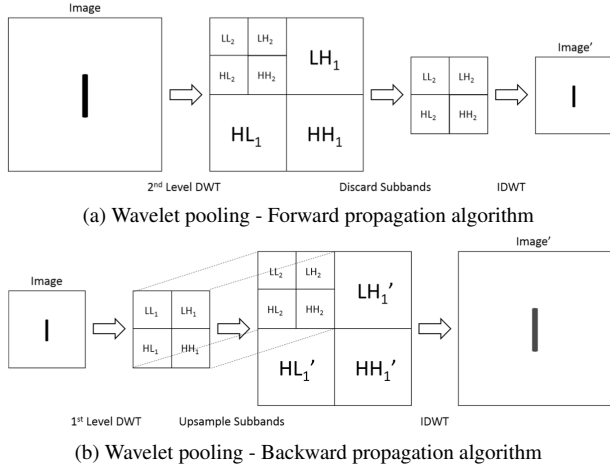 Image
LL2 LH2
HL2 HH2
LH1
HL1 HH1
LL2 LH2
HL2 HH2
Image'
2nd Level DWT Discard Subbands IDWT
(a) Wavelet pooling - Forward propagation algorithm
Image
LL1 LH1
HL1 HH1
LL2 LH2
HL2 HH2
LH1'
HL1' HH1'
Image'
1st Level DWT Upsample Subbands IDWT
(b) Wavelet pooling - Backward propagation algorithm